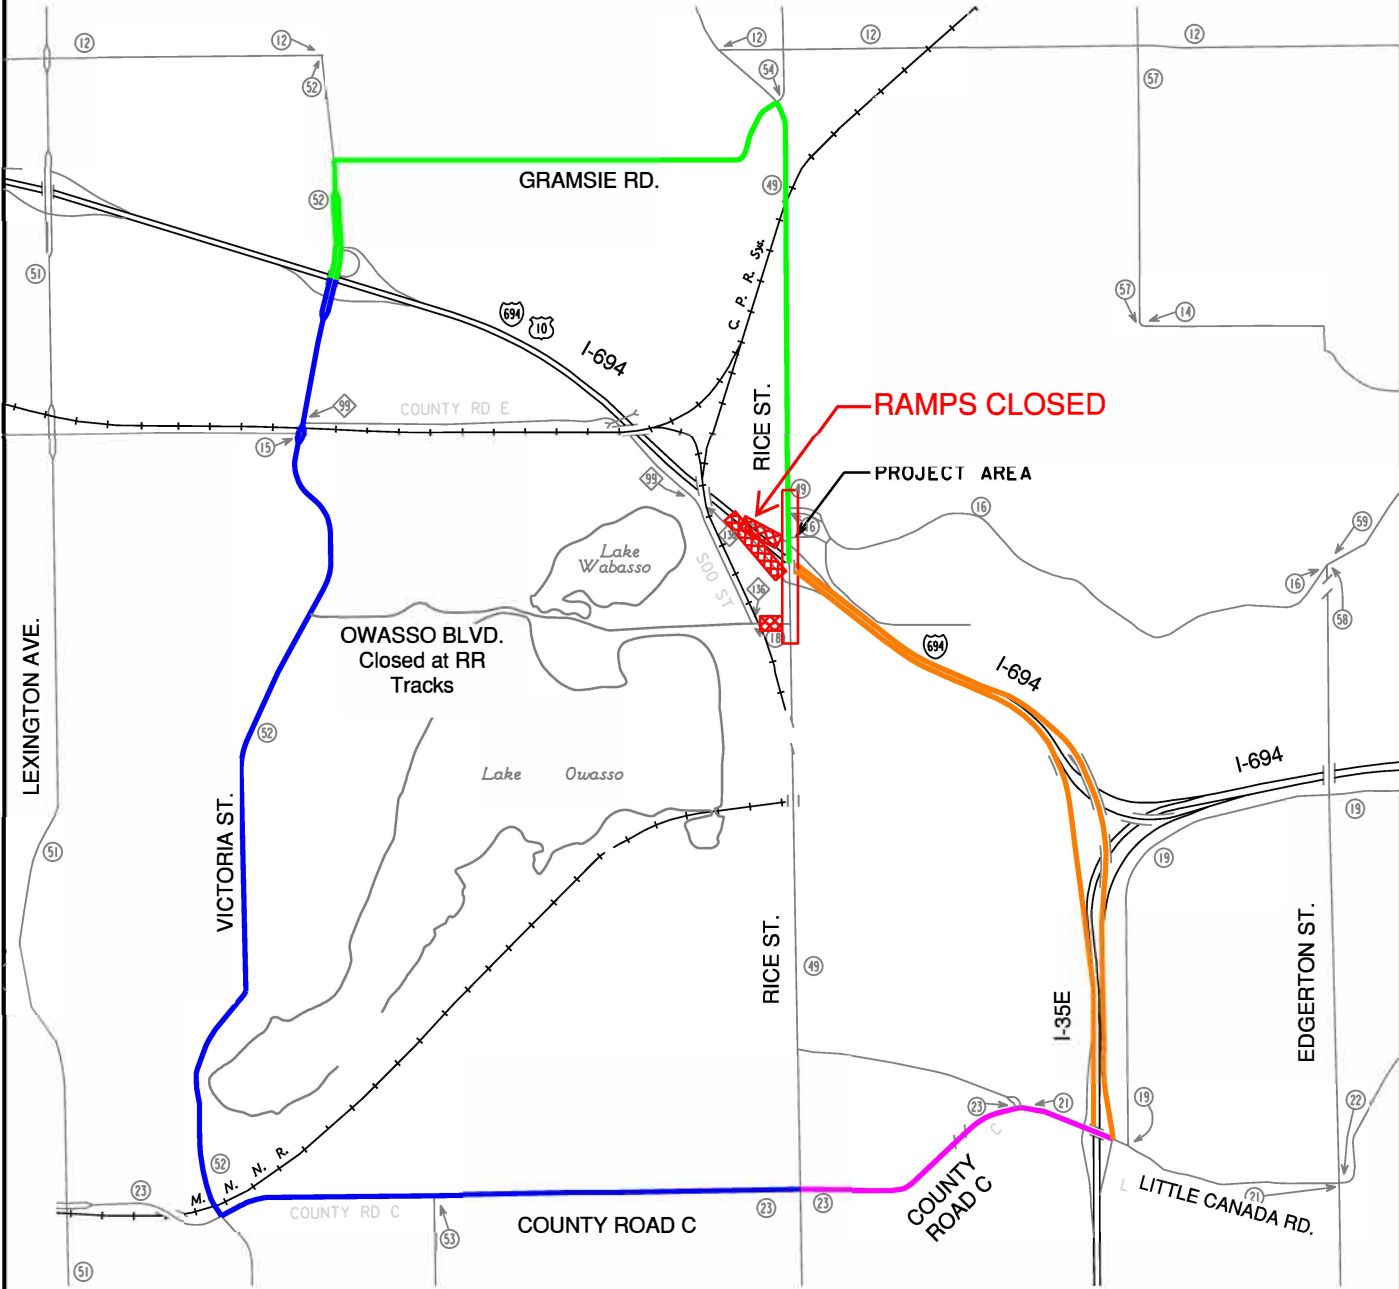 12
12
12
12
12
54
52
57
GRAMSIE RD.
52
49
51
C. P. R. Sys.
57
14
694
10
I-694
RICE ST.
RAMPS CLOSED
99
COUNTY RD E
15
PROJECT AREA
99
49
16
16
59
136
Lake
Wabasso
SOO ST
136
16
58
18
OWASSO BLVD.
Closed at RR
Tracks
694
I-694
LEXINGTON AVE.
52
I-694
Lake Owasso
19
VICTORIA ST.
51
19
RICE ST.
49
EDGERTON ST.
I-35E
23
21
19
22
C
52
M. N. N. R.
23
COUNTY RD C
COUNTY ROAD C
23
23
COUNTY
ROAD C
L
LITTLE CANADA RD.
21
53
51